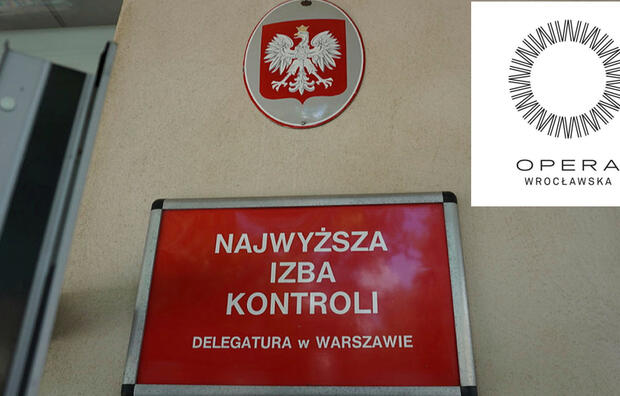 OPERA
WROCŁAWSKA
NAJWYŻSZA
IZBA
KONTROLI
DELEGATURA w WARSZAWIE